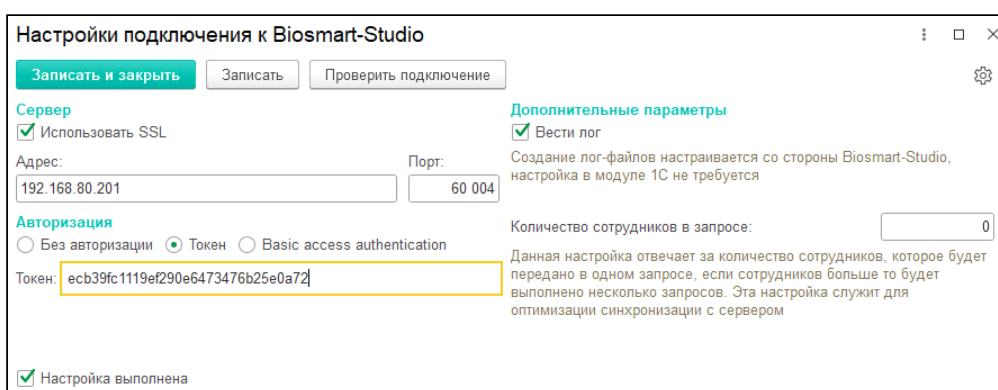 Настройки подключения к Biosmart-Studio
Записать и закрыть
Записать
Проверить подключение
Сервер
Использовать SSL
Адрес:
Порт:
192.168.80.201
60 004
Авторизация
Без авторизации
Токен
Basic access authentication
Токен:
ecb39fc1119ef290e6473476b25e0a72
Дополнительные параметры
Вести лог
Создание лог-файлов настраивается со стороны Biosmart-Studio,
настройка в модуле 1С не требуется
Количество сотрудников в запросе:
0
Данная настройка отвечает за количество сотрудников, которое будет
передано в одном запросе, если сотрудников больше то будет
выполнено несколько запросов. Эта настройка служит для
оптимизации синхронизации с сервером
Настройка выполнена